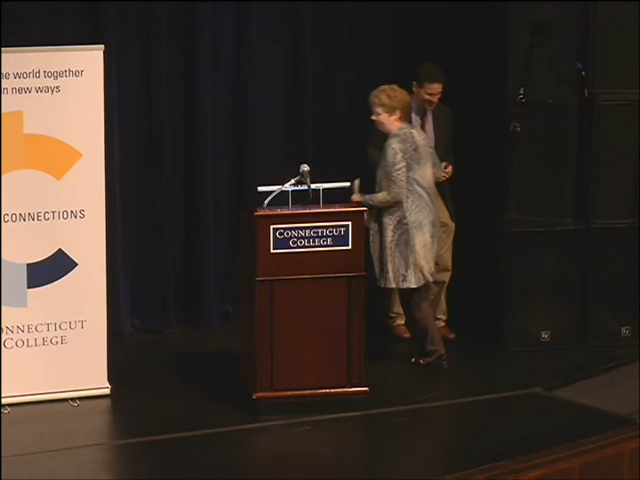 he world together
n new ways
CONNECTIONS
ONNECTICUT
COLLEGE
CONNECTICUT
COLLEGE